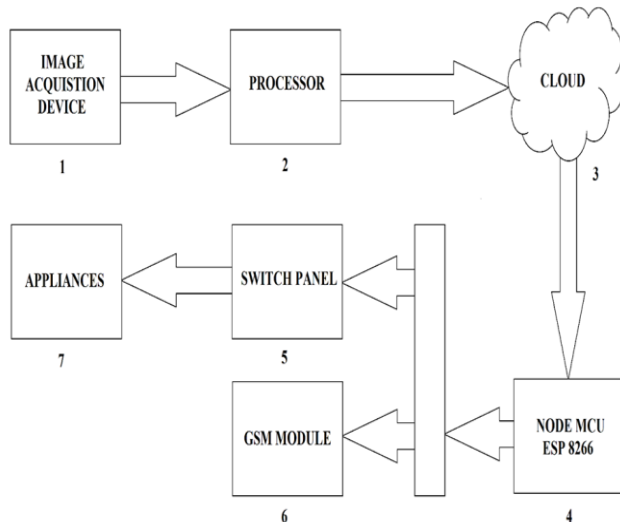 IMAGE
ACQUISTION
DEVICE
1
PROCESSOR
2
CLOUD
3
APPLIANCES
7
SWITCH PANEL
5
GSM MODULE
6
NODE MCU
ESP 8266
4